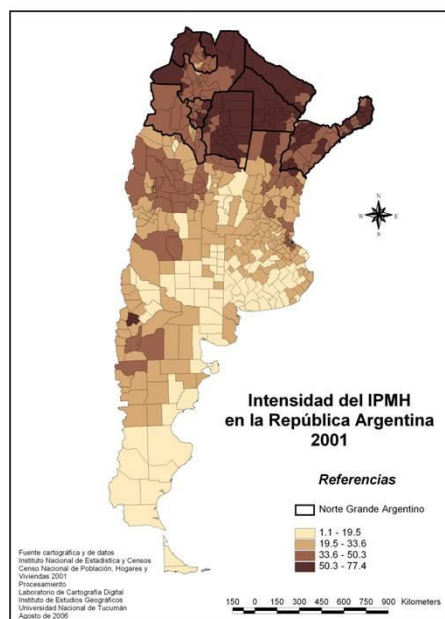 N
W E
S
Intensidad del IPMH
en la República Argentina
2001
Referencias
Norte Grande Argentino
1.1 - 19.5
19.5 - 33.6
33.6 - 50.3
50.3 - 77.4
Fuente cartográfica y de datos
Instituto Nacional de Estadística y Censos
Censo Nacional de Población, Hogares y
Viviendas 2001
Procesamiento
Laboratorio de Cartografía Digital
Instituto de Estudios Geográficos
Universidad Nacional de Tucumán
Agosto de 2006
150 0 150 300 450 600 750 900 Kilometers